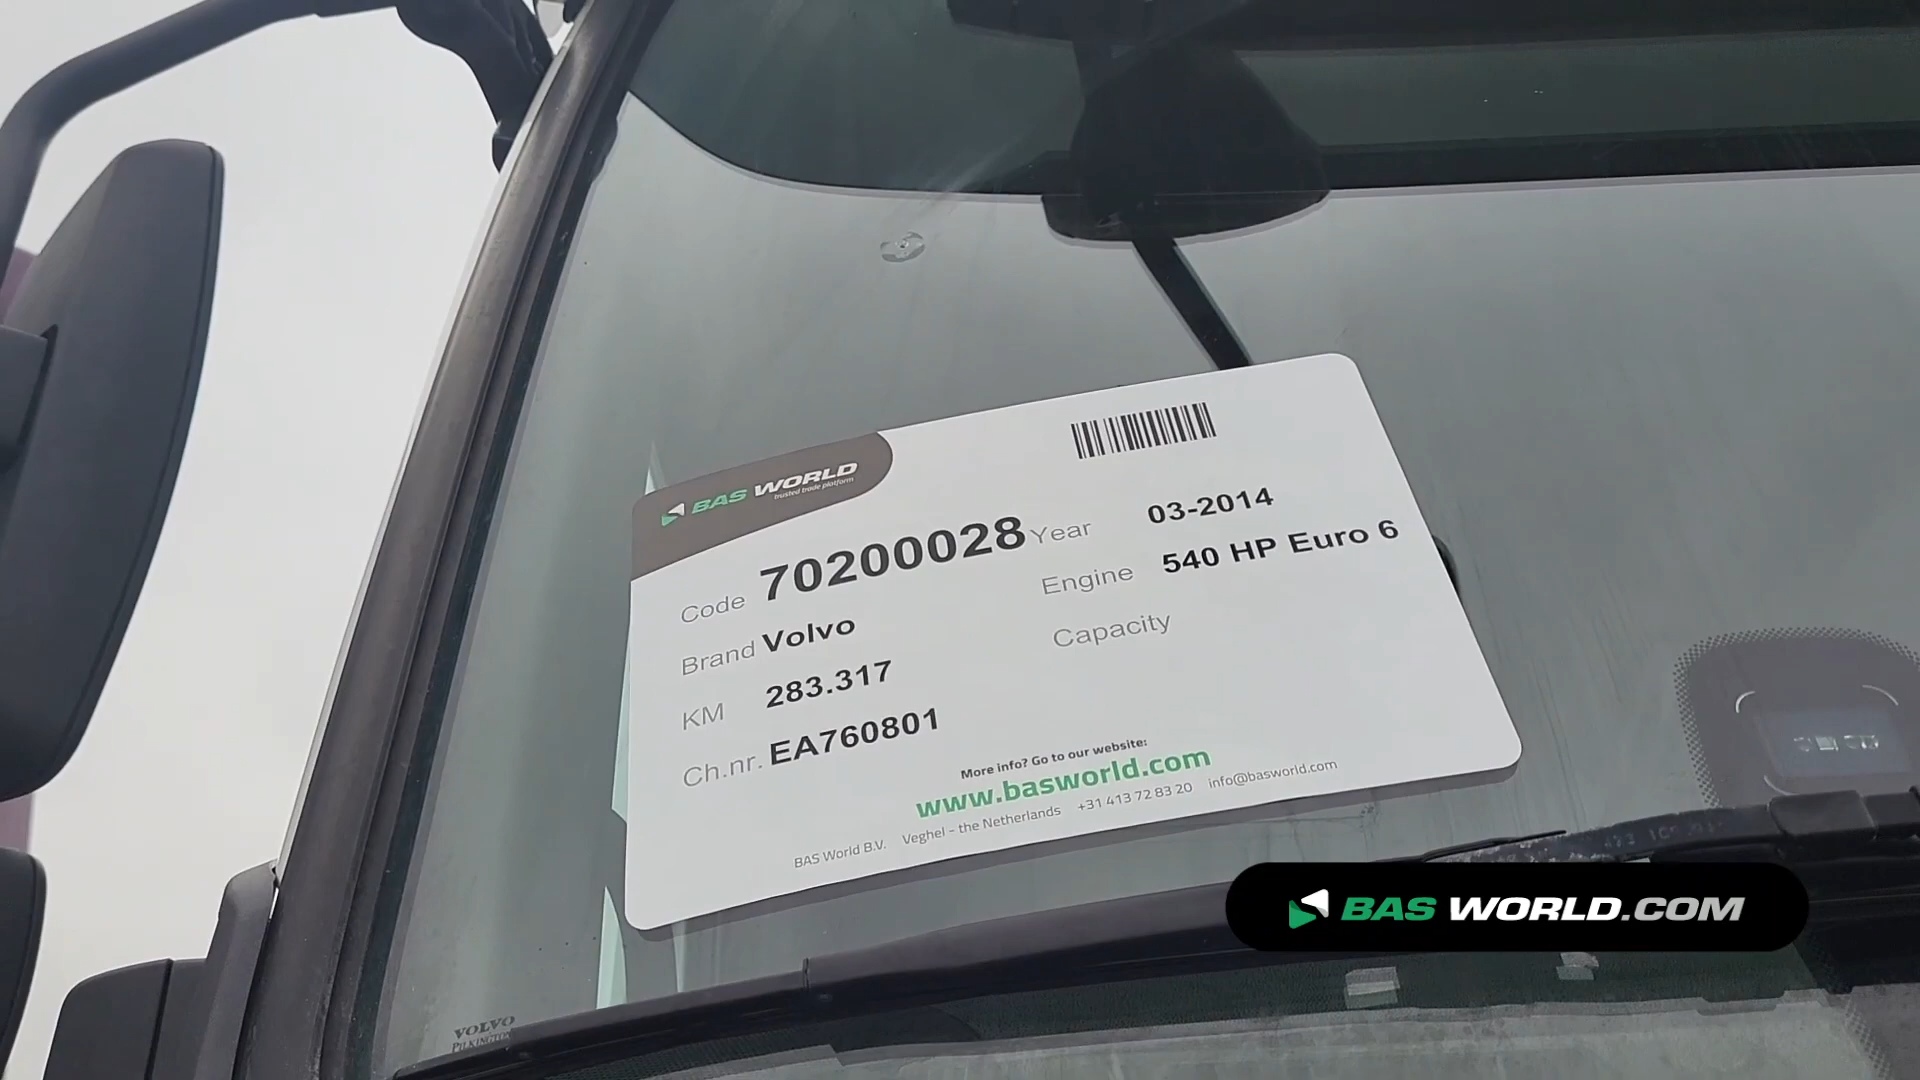 BAS WORLD
trusted trade platform
Code 70200028
Year 03-2014
Brand Volvo
Engine 540 HP Euro 6
KM 283.317
Capacity
Ch.nr. EA760801
More info? Go to our website:
www.basworld.com
BAS World B.V. Veghel - the Netherlands +31 413 72 83 20 info@basworld.com
BAS WORLD.COM
VOLVO
PILKINGTON